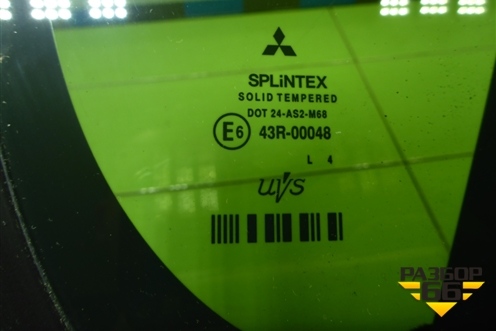 SPLiNTEX
SOLID TEMPERED
DOT 24-AS2-M68
E6 43R-00048
L 4
uvs
РАЗБОР
66